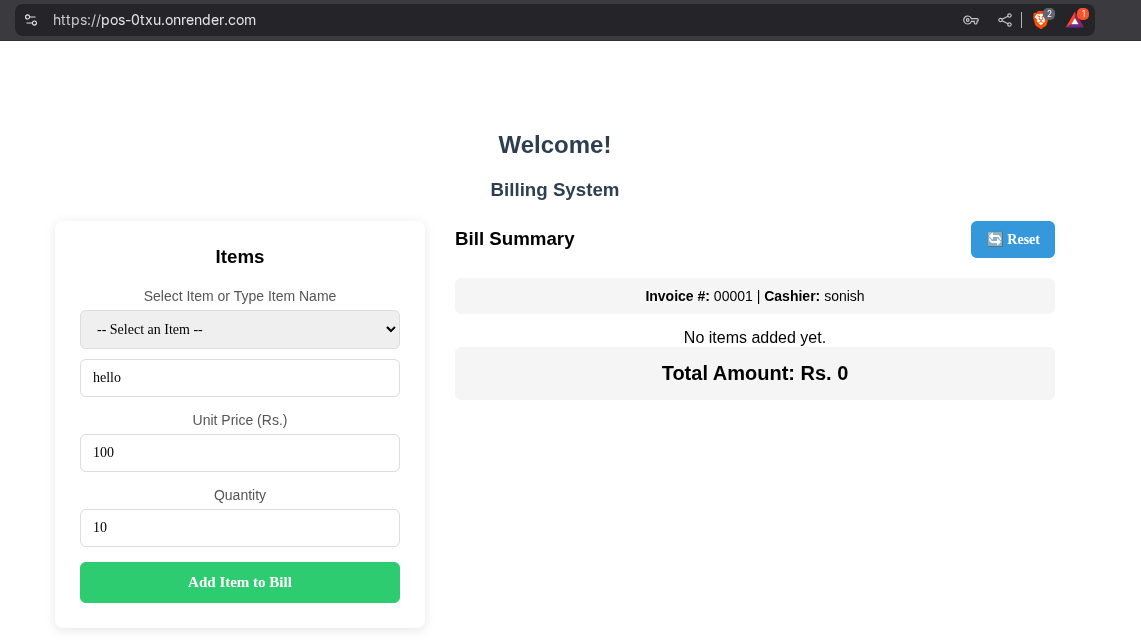 https://pos-0txu.onrender.com
2
1
Welcome!
Billing System
Items
Select Item or Type Item Name
-- Select an Item --
hello
Unit Price (Rs.)
100
Quantity
10
Add Item to Bill
Bill Summary
Reset
Invoice #: 00001 | Cashier: sonish
No items added yet.
Total Amount: Rs. 0